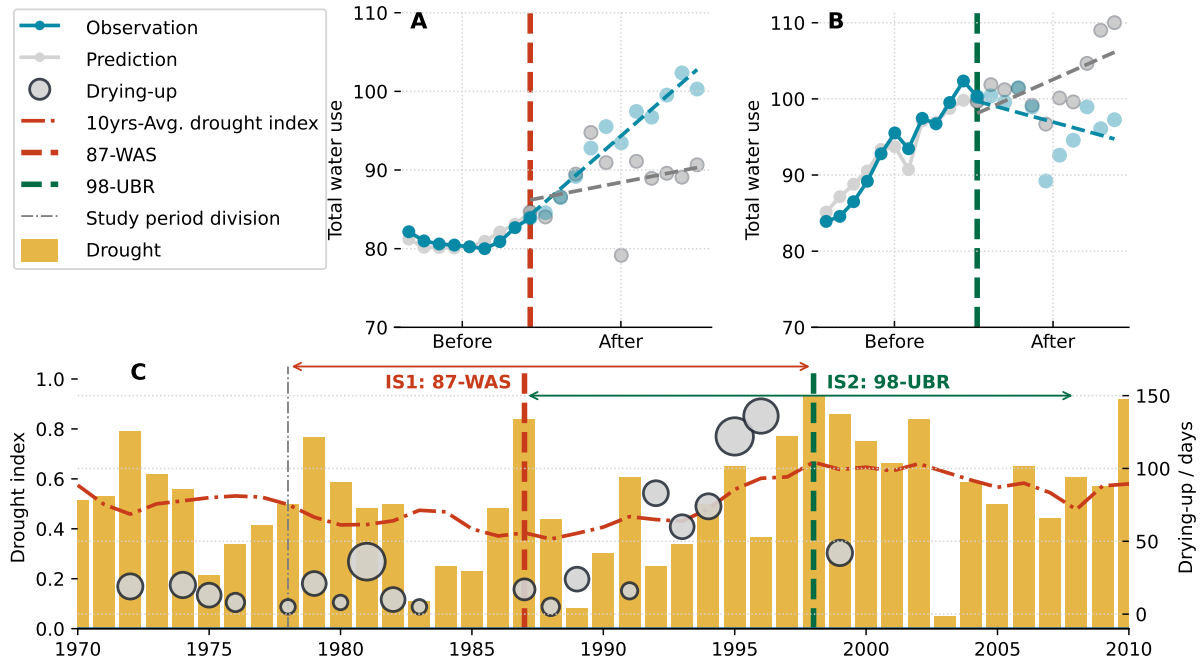 Observation
Prediction
Drying-up
10yrs-Avg. drought index
87-WAS
98-UBR
Study period division
Drought
A
110
100
90
80
70
Total water use
Before
After
B
110
100
90
80
70
Total water use
Before
After
C
IS1: 87-WAS
IS2: 98-UBR
1.0
0.8
0.6
0.4
0.2
0.0
Drought index
150
100
50
0
Drying-up / days
1970
1975
1980
1985
1990
1995
2000
2005
2010